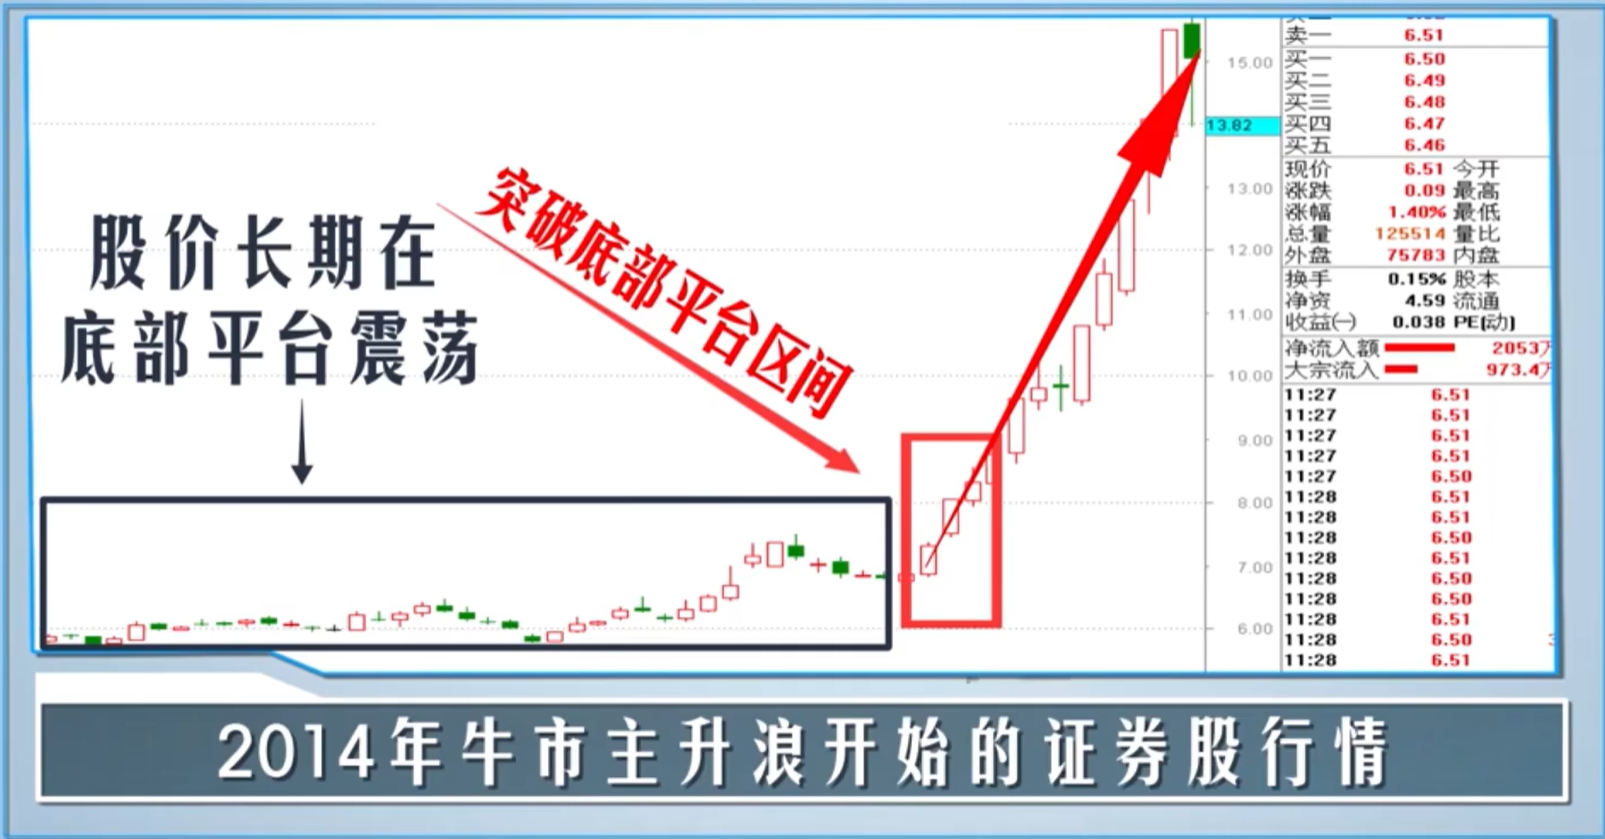 股价长期在
底部平台震荡
突破底部平台区间
15.00
13.82
13.00
12.00
11.00
10.00
9.00
8.00
7.00
6.00
卖一 6.51
买一 6.50
买二 6.49
买三 6.48
买四 6.47
买五 6.46
现价 6.51 今开
涨跌 0.09 最高
涨幅 1.40% 最低
总量 125514 量比
外盘 75783 内盘
换手 0.15% 股本
净资 4.59 流通
收益(一) 0.038 PE(动)
净流入额 2053万
大宗流入 973.4万
11:27 6.51
11:27 6.51
11:27 6.51
11:27 6.51
11:27 6.50
11:28 6.51
11:28 6.51
11:28 6.50
11:28 6.51
11:28 6.50
11:28 6.50
11:28 6.51
11:28 6.50
11:28 6.51
2014年牛市主升浪开始的证券股行情